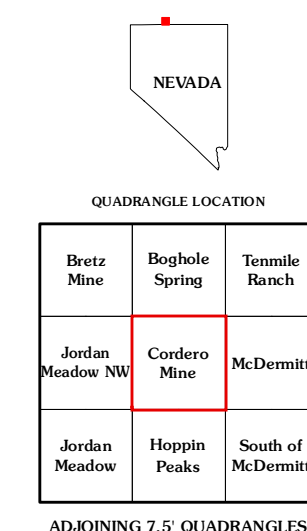 NEVADA
QUADRANGLE LOCATION
Bretz
Mine
Boghole
Spring
Tenmile
Ranch
Jordan
Meadow NW
Cordero
Mine
McDermitt
Jordan
Meadow
Hoppin
Peaks
South of
McDermitt
ADJOINING 7.5' QUADRANGLES